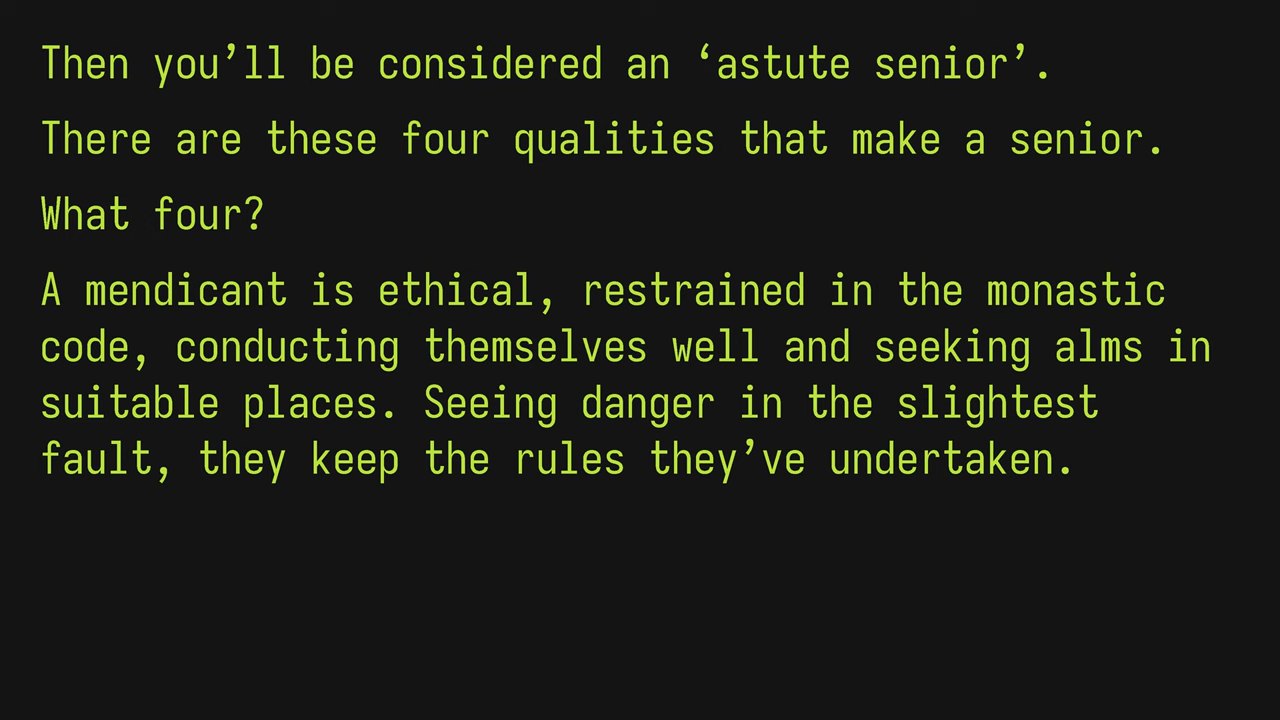 Then you’ll be considered an ‘astute senior’.
There are these four qualities that make a senior.
What four?
A mendicant is ethical, restrained in the monastic
code, conducting themselves well and seeking alms in
suitable places. Seeing danger in the slightest
fault, they keep the rules they’ve undertaken.